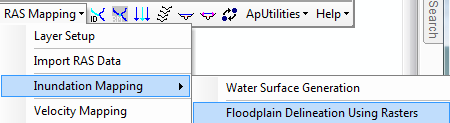 RAS Mapping ApUtilities Help
Layer Setup
Import RAS Data
Inundation Mapping
Water Surface Generation
Velocity Mapping
Floodplain Delineation Using Rasters
Search